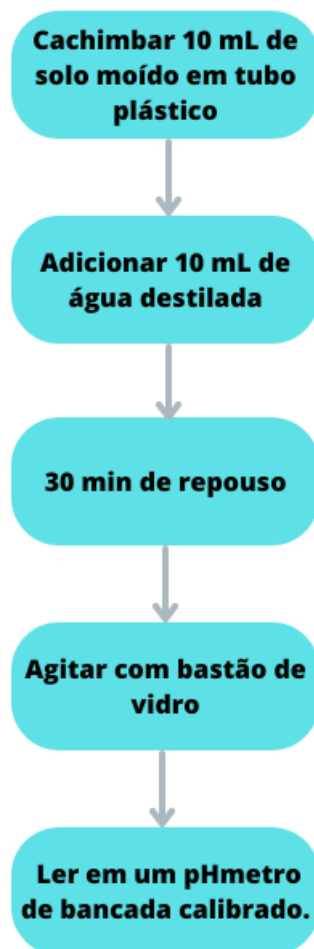 Cachimbar 10 mL de
solo moído em tubo
plástico
Adicionar 10 mL de
água destilada
30 min de repouso
Agitar com bastão de
vidro
Ler em um pHmetro
de bancada calibrado.